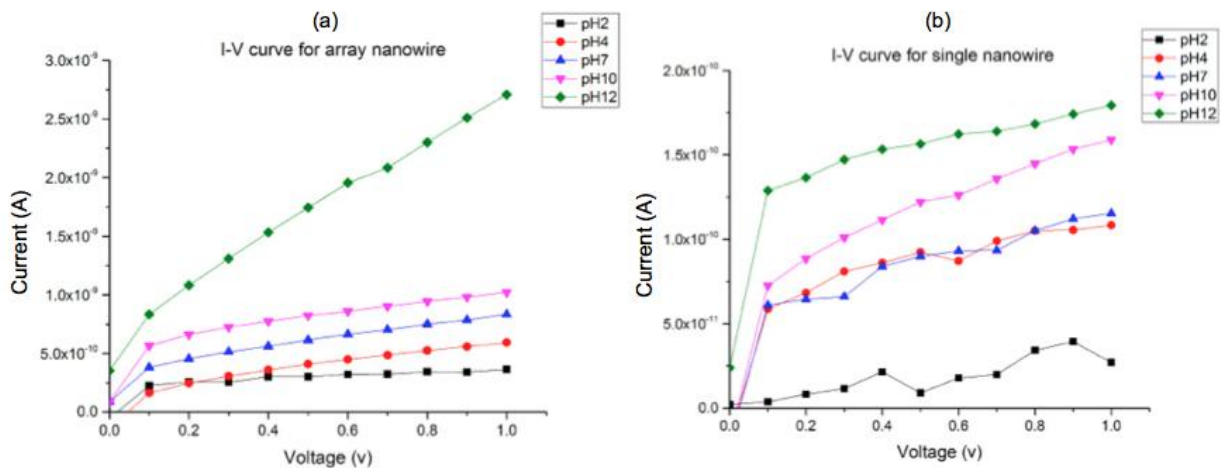 (a)
I-V curve for array nanowire
pH2
pH4
pH7
pH10
pH12
3.0x10⁻⁹
2.5x10⁻⁹
2.0x10⁻⁹
1.5x10⁻⁹
1.0x10⁻⁹
5.0x10⁻¹⁰
0.0
Current (A)
0.0 0.2 0.4 0.6 0.8 1.0
Voltage (v)
(b)
I-V curve for single nanowire
pH2
pH4
pH7
pH10
pH12
2.0x10⁻¹⁰
1.5x10⁻¹⁰
1.0x10⁻¹⁰
5.0x10⁻¹¹
0.0
Current (A)
0.0 0.2 0.4 0.6 0.8 1.0
Voltage (v)